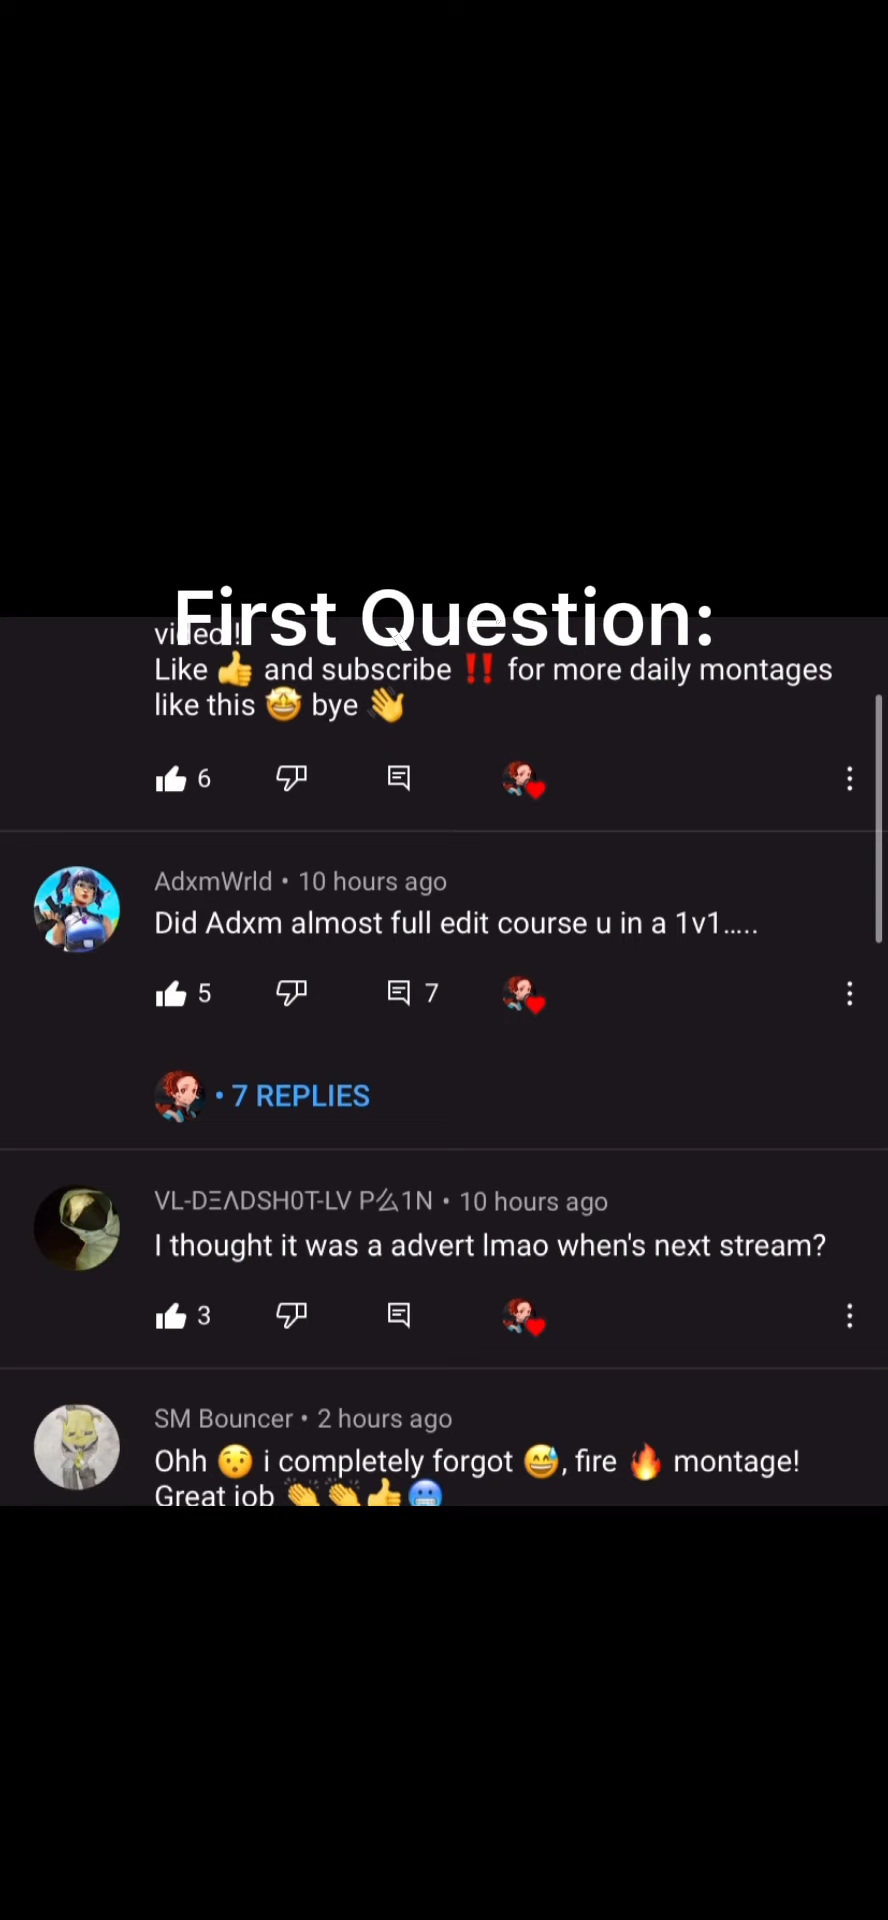 First Question:
video!!
Like 👍 and subscribe ‼️ for more daily montages
like this 🤩 bye 👋
6
AdxmWrld • 10 hours ago
Did Adxm almost full edit course u in a 1v1.....
5
7
• 7 REPLIES
VL-DΞΛDSH0T-LV P么1N • 10 hours ago
I thought it was a advert lmao when's next stream?
3
SM Bouncer • 2 hours ago
Ohh 😯 i completely forgot 😅, fire 🔥 montage!
Great job 👏👏👍🥶